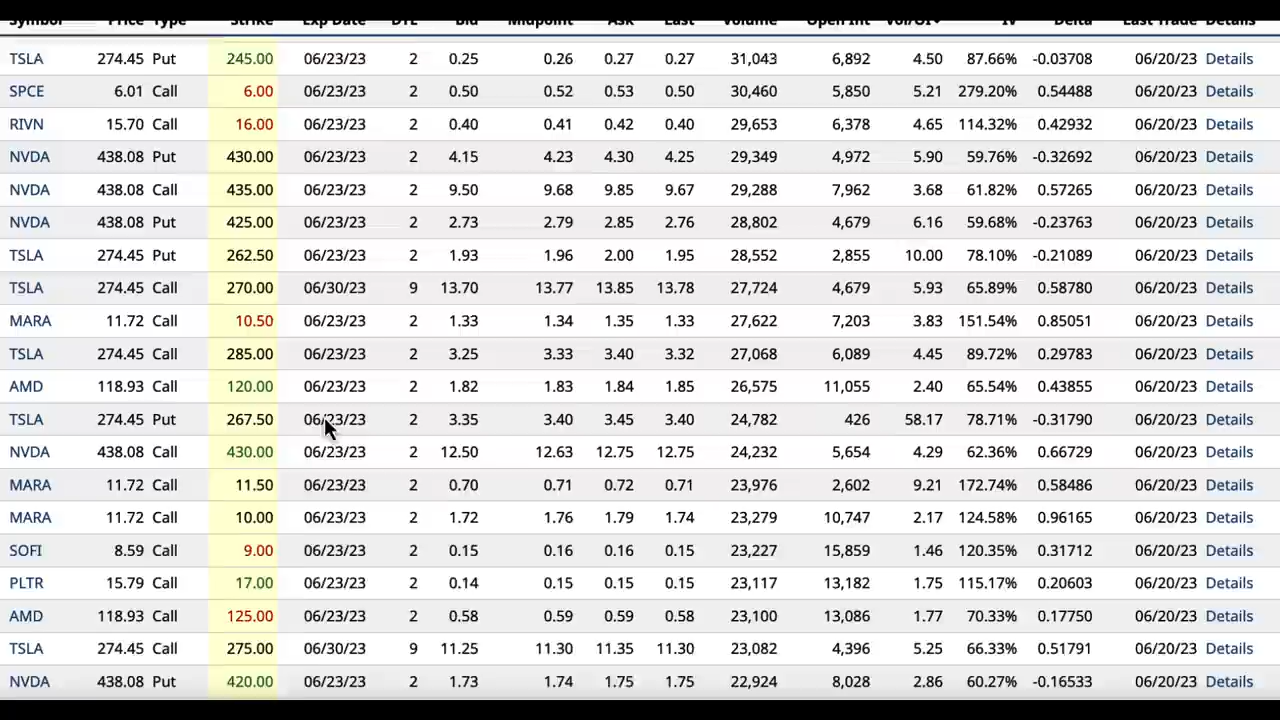 Symbol Price Type Strike Exp Date DTE Bid Midpoint Ask Last Volume Open Int Vol/OI IV Delta Last Trade Details
TSLA 274.45 Put 245.00 06/23/23 2 0.25 0.26 0.27 0.27 31,043 6,892 4.50 87.66% -0.03708 06/20/23 Details
SPCE 6.01 Call 6.00 06/23/23 2 0.50 0.52 0.53 0.50 30,460 5,850 5.21 279.20% 0.54488 06/20/23 Details
RIVN 15.70 Call 16.00 06/23/23 2 0.40 0.41 0.42 0.40 29,653 6,378 4.65 114.32% 0.42932 06/20/23 Details
NVDA 438.08 Put 430.00 06/23/23 2 4.15 4.23 4.30 4.25 29,349 4,972 5.90 59.76% -0.32692 06/20/23 Details
NVDA 438.08 Call 435.00 06/23/23 2 9.50 9.68 9.85 9.67 29,288 7,962 3.68 61.82% 0.57265 06/20/23 Details
NVDA 438.08 Put 425.00 06/23/23 2 2.73 2.79 2.85 2.76 28,802 4,679 6.16 59.68% -0.23763 06/20/23 Details
TSLA 274.45 Put 262.50 06/23/23 2 1.93 1.96 2.00 1.95 28,552 2,855 10.00 78.10% -0.21089 06/20/23 Details
TSLA 274.45 Call 270.00 06/30/23 9 13.70 13.77 13.85 13.78 27,724 4,679 5.93 65.89% 0.58780 06/20/23 Details
MARA 11.72 Call 10.50 06/23/23 2 1.33 1.34 1.35 1.33 27,622 7,203 3.83 151.54% 0.85051 06/20/23 Details
TSLA 274.45 Call 285.00 06/23/23 2 3.25 3.33 3.40 3.32 27,068 6,089 4.45 89.72% 0.29783 06/20/23 Details
AMD 118.93 Call 120.00 06/23/23 2 1.82 1.83 1.84 1.85 26,575 11,055 2.40 65.54% 0.43855 06/20/23 Details
TSLA 274.45 Put 267.50 06/23/23 2 3.35 3.40 3.45 3.40 24,782 426 58.17 78.71% -0.31790 06/20/23 Details
NVDA 438.08 Call 430.00 06/23/23 2 12.50 12.63 12.75 12.75 24,232 5,654 4.29 62.36% 0.66729 06/20/23 Details
MARA 11.72 Call 11.50 06/23/23 2 0.70 0.71 0.72 0.71 23,976 2,602 9.21 172.74% 0.58486 06/20/23 Details
MARA 11.72 Call 10.00 06/23/23 2 1.72 1.76 1.79 1.74 23,279 10,747 2.17 124.58% 0.96165 06/20/23 Details
SOFI 8.59 Call 9.00 06/23/23 2 0.15 0.16 0.16 0.15 23,227 15,859 1.46 120.35% 0.31712 06/20/23 Details
PLTR 15.79 Call 17.00 06/23/23 2 0.14 0.15 0.15 0.15 23,117 13,182 1.75 115.17% 0.20603 06/20/23 Details
AMD 118.93 Call 125.00 06/23/23 2 0.58 0.59 0.59 0.58 23,100 13,086 1.77 70.33% 0.17750 06/20/23 Details
TSLA 274.45 Call 275.00 06/30/23 9 11.25 11.30 11.35 11.30 23,082 4,396 5.25 66.33% 0.51791 06/20/23 Details
NVDA 438.08 Put 420.00 06/23/23 2 1.73 1.74 1.75 1.75 22,924 8,028 2.86 60.27% -0.16533 06/20/23 Details